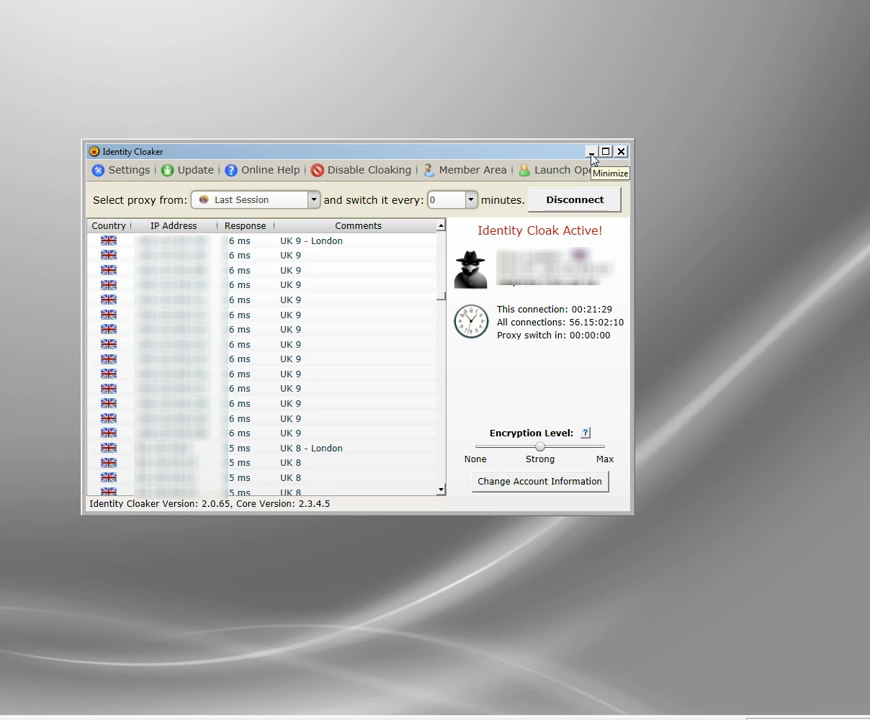 Identity Cloaker
Settings Update Online Help Disable Cloaking Member Area Launch Ope
Minimize
Select proxy from: Last Session and switch it every: 0 minutes. Disconnect
Country IP Address Response Comments
6 ms UK 9 - London
6 ms UK 9
6 ms UK 9
6 ms UK 9
6 ms UK 9
6 ms UK 9
6 ms UK 9
6 ms UK 9
6 ms UK 9
6 ms UK 9
6 ms UK 9
6 ms UK 9
6 ms UK 9
6 ms UK 9
5 ms UK 8 - London
5 ms UK 8
5 ms UK 8
5 ms UK 8
Identity Cloak Active!
This connection: 00:21:29
All connections: 56.15:02:10
Proxy switch in: 00:00:00
Encryption Level: ?
None Strong Max
Change Account Information
Identity Cloaker Version: 2.0.65, Core Version: 2.3.4.5